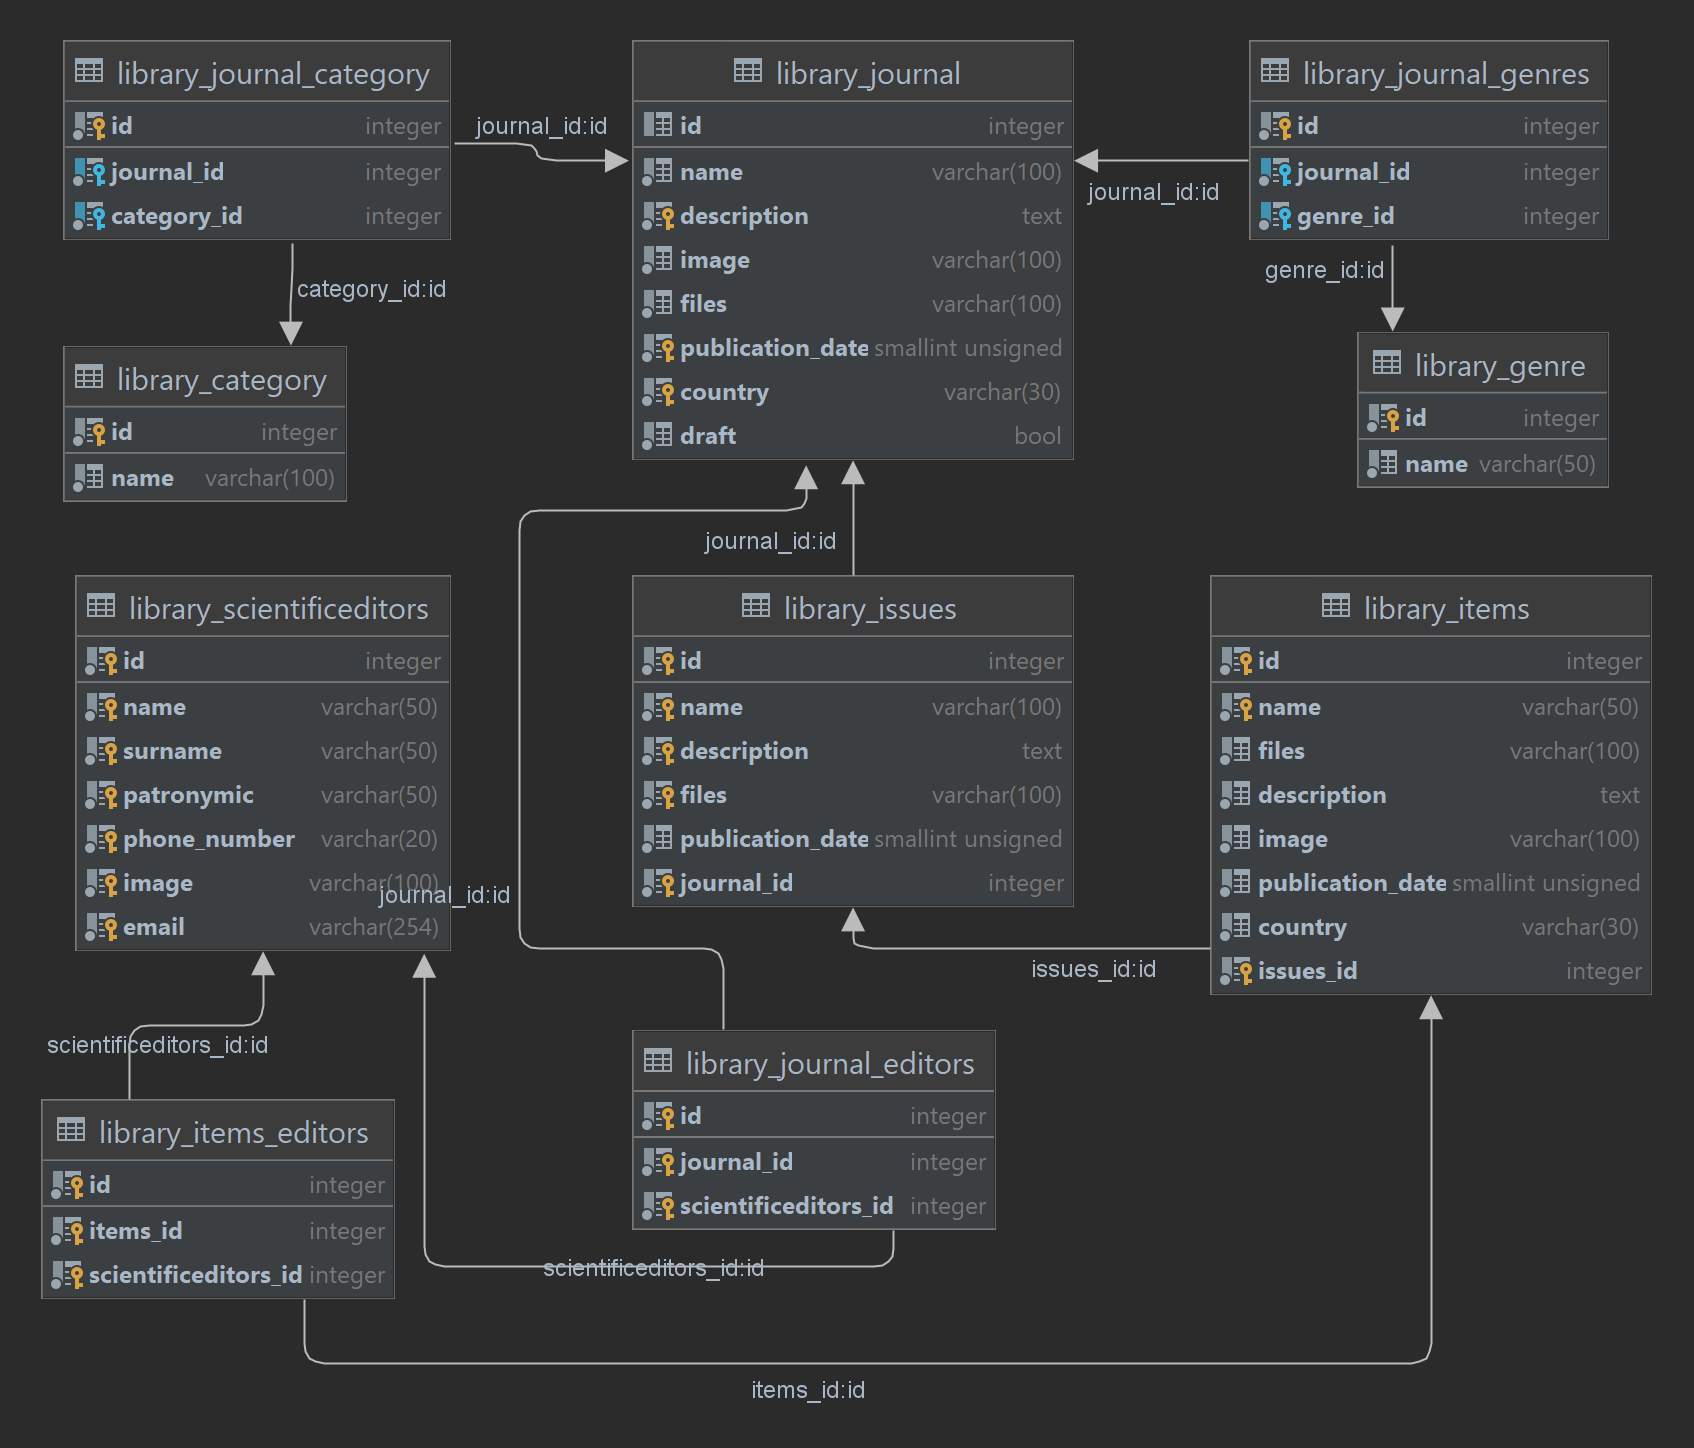 library_journal_category
id integer
journal_id integer
category_id integer
journal_id:id
library_journal
id integer
name varchar(100)
description text
image varchar(100)
files varchar(100)
publication_date smallint unsigned
country varchar(30)
draft bool
journal_id:id
library_journal_genres
id integer
journal_id integer
genre_id integer
category_id:id
genre_id:id
library_category
id integer
name varchar(100)
library_genre
id integer
name varchar(50)
journal_id:id
library_scientificeditors
id integer
name varchar(50)
surname varchar(50)
patronymic varchar(50)
phone_number varchar(20)
image varchar(100)
email varchar(254)
journal_id:id
library_issues
id integer
name varchar(100)
description text
files varchar(100)
publication_date smallint unsigned
journal_id integer
library_items
id integer
name varchar(50)
files varchar(100)
description text
image varchar(100)
publication_date smallint unsigned
country varchar(30)
issues_id integer
issues_id:id
scientificeditors_id:id
library_journal_editors
id integer
journal_id integer
scientificeditors_id integer
library_items_editors
id integer
items_id integer
scientificeditors_id integer
scientificeditors_id:id
items_id:id